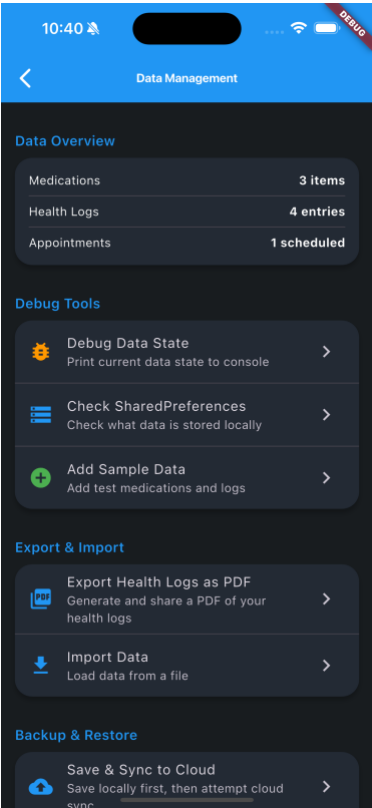 10:40
DEBUG
Data Management
Data Overview
Medications 3 items
Health Logs 4 entries
Appointments 1 scheduled
Debug Tools
Debug Data State
Print current data state to console
Check SharedPreferences
Check what data is stored locally
Add Sample Data
Add test medications and logs
Export & Import
PDF
Export Health Logs as PDF
Generate and share a PDF of your
health logs
Import Data
Load data from a file
Backup & Restore
Save & Sync to Cloud
Save locally first, then attempt cloud
sync